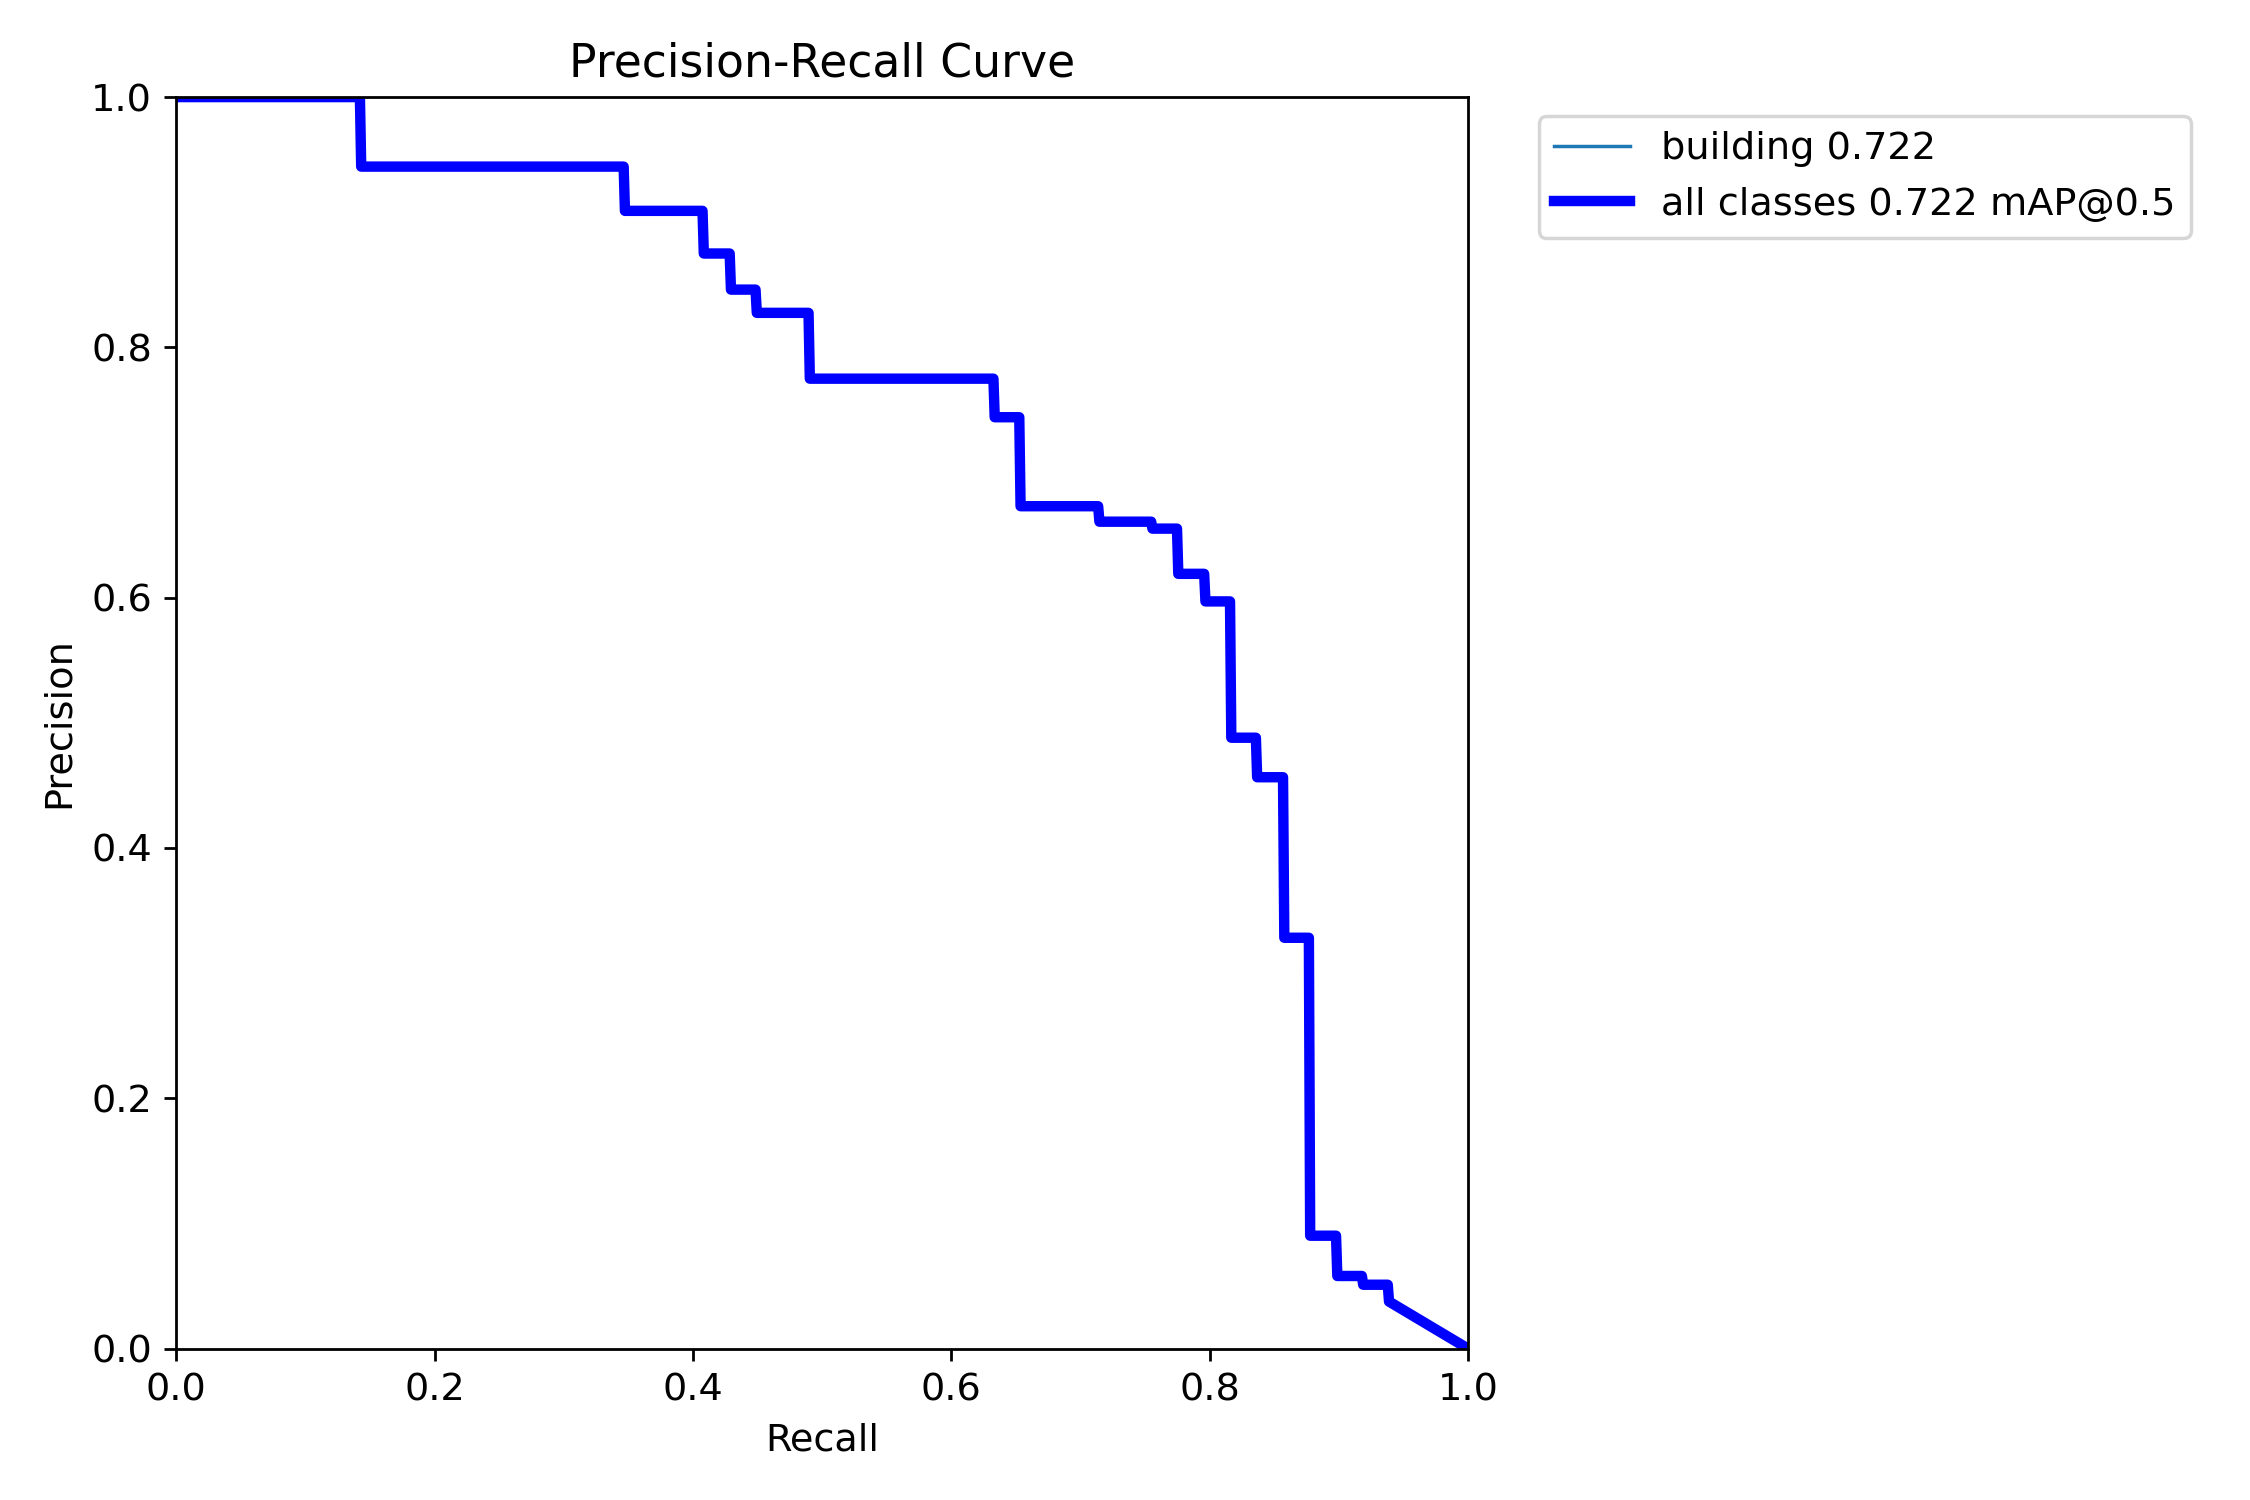 Precision-Recall Curve
1.0
0.8
0.6
0.4
0.2
0.0
Precision
0.0 0.2 0.4 0.6 0.8 1.0
Recall
building 0.722
all classes 0.722 mAP@0.5